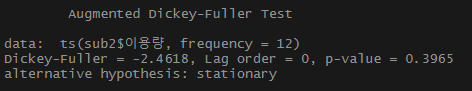 Augmented Dickey-Fuller Test
data:  ts(sub2$이용량, frequency = 12)
Dickey-Fuller = -2.4618, Lag order = 0, p-value = 0.3965
alternative hypothesis: stationary